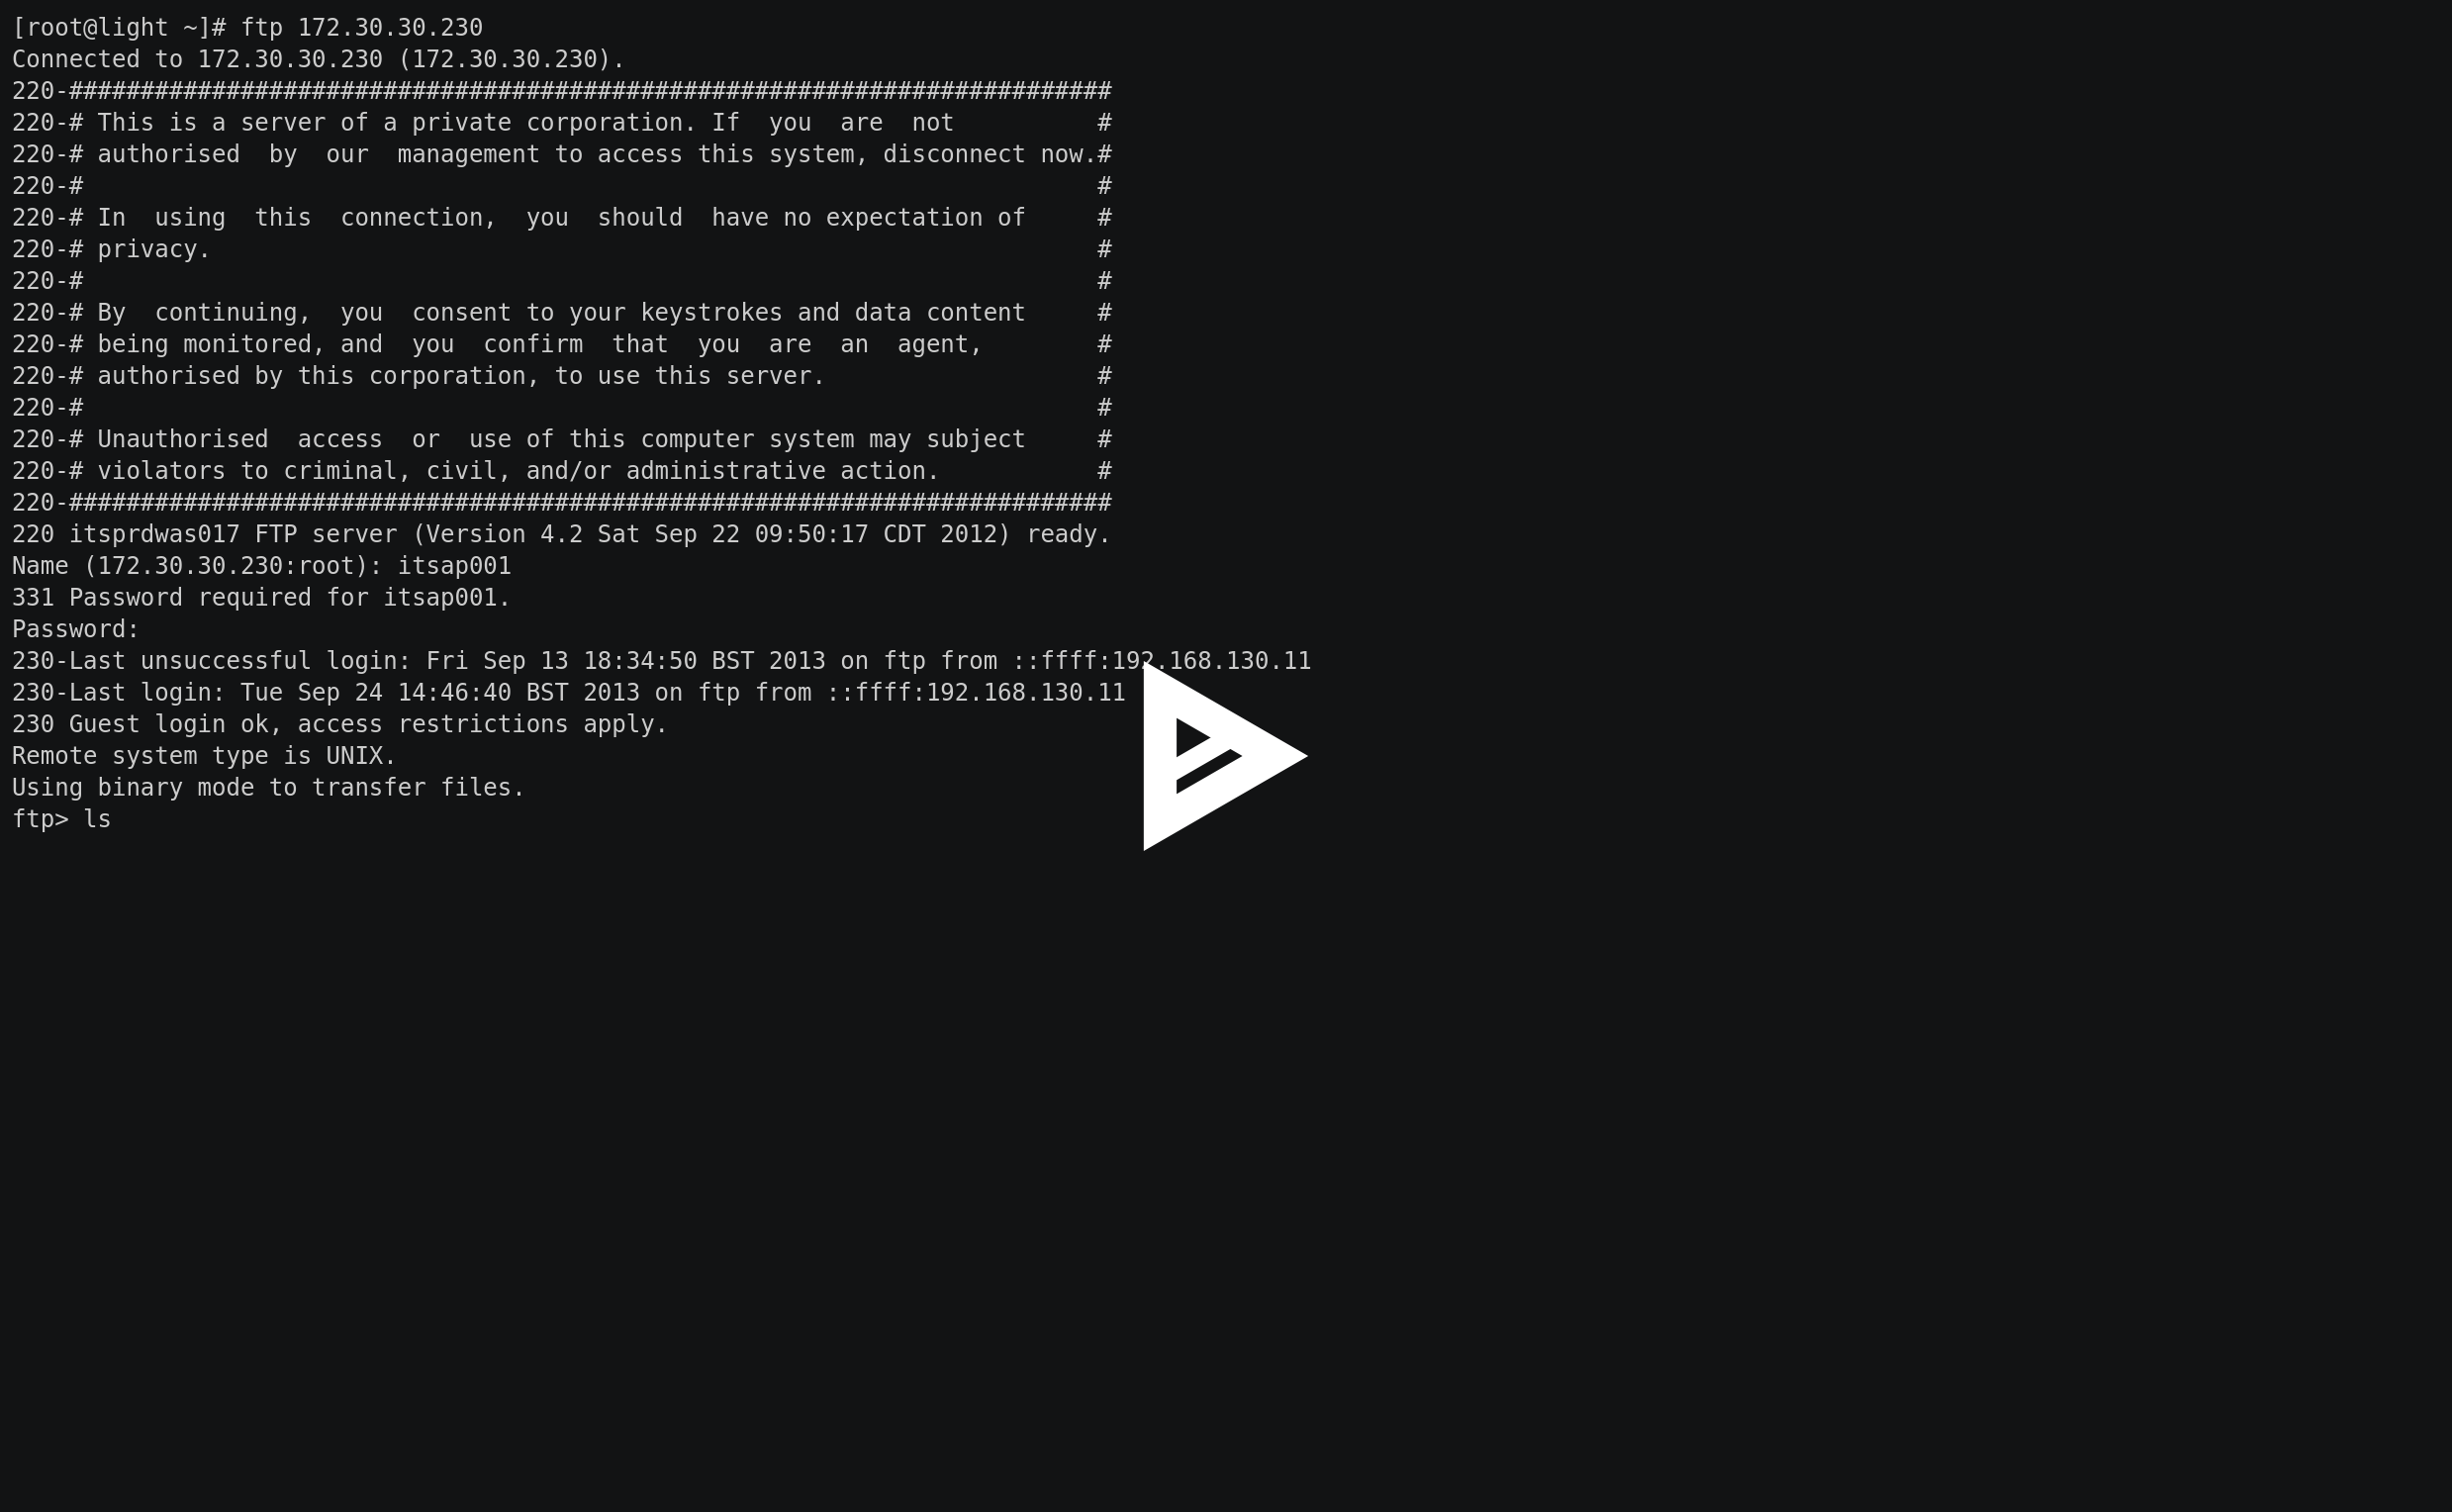 [root@light ~]# ftp 172.30.30.230
Connected to 172.30.30.230 (172.30.30.230).
220-#########################################################################
220-# This is a server of a private corporation. If  you  are  not          #
220-# authorised  by  our  management to access this system, disconnect now.#
220-#                                                                       #
220-# In  using  this  connection,  you  should  have no expectation of     #
220-# privacy.                                                              #
220-#                                                                       #
220-# By  continuing,  you  consent to your keystrokes and data content     #
220-# being monitored, and  you  confirm  that  you  are  an  agent,        #
220-# authorised by this corporation, to use this server.                   #
220-#                                                                       #
220-# Unauthorised  access  or  use of this computer system may subject     #
220-# violators to criminal, civil, and/or administrative action.           #
220-#########################################################################
220 itsprdwas017 FTP server (Version 4.2 Sat Sep 22 09:50:17 CDT 2012) ready.
Name (172.30.30.230:root): itsap001
331 Password required for itsap001.
Password:
230-Last unsuccessful login: Fri Sep 13 18:34:50 BST 2013 on ftp from ::ffff:192.168.130.11
230-Last login: Tue Sep 24 14:46:40 BST 2013 on ftp from ::ffff:192.168.130.11
230 Guest login ok, access restrictions apply.
Remote system type is UNIX.
Using binary mode to transfer files.
ftp> ls